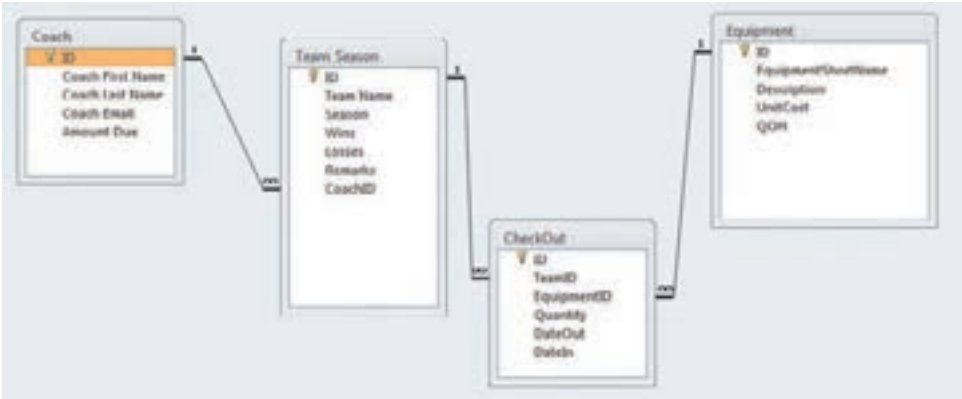 Coach
ID
Coach First Name
Coach Last Name
Coach Email
Amount Due
Team Season
ID
Team Name
Season
Wins
Losses
Remarks
CoachID
CheckOut
ID
TeamID
EquipmentID
Quantity
DateOut
DateIn
Equipment
ID
EquipmentShortName
Description
UnitCost
QOH
1
1
1